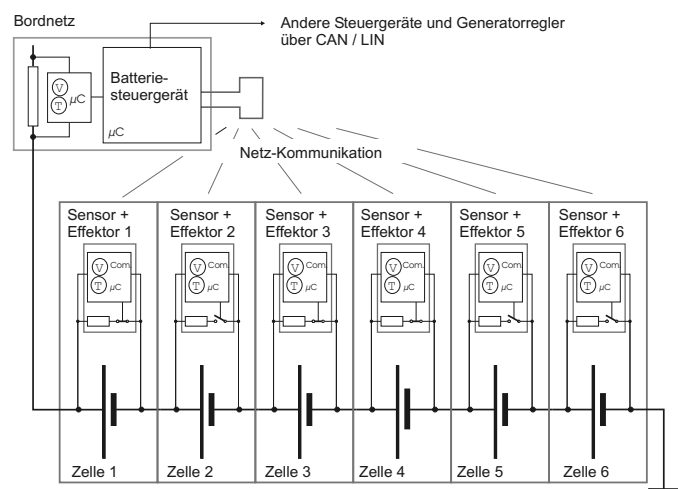 Bordnetz
Andere Steuergeräte und Generatorregler
über CAN / LIN
V
T
µC
Batterie-
steuergerät
µC
Netz-Kommunikation
Sensor +
Effektor 1
Sensor +
Effektor 2
Sensor +
Effektor 3
Sensor +
Effektor 4
Sensor +
Effektor 5
Sensor +
Effektor 6
V Com.
T µC
V Com.
T µC
V Com.
T µC
V Com.
T µC
V Com.
T µC
V Com.
T µC
Zelle 1
Zelle 2
Zelle 3
Zelle 4
Zelle 5
Zelle 6